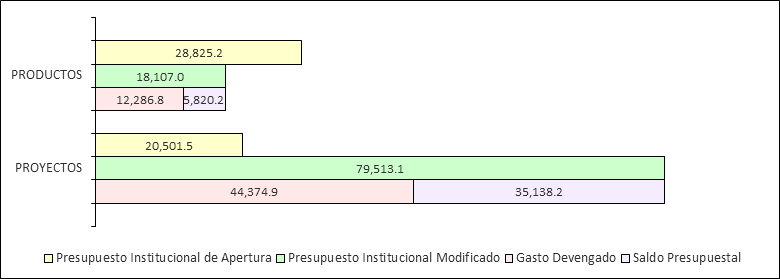 28,825.2
PRODUCTOS
18,107.0
12,286.8 5,820.2
20,501.5
PROYECTOS
79,513.1
44,374.9 35,138.2
Presupuesto Institucional de Apertura Presupuesto Institucional Modificado Gasto Devengado Saldo Presupuestal